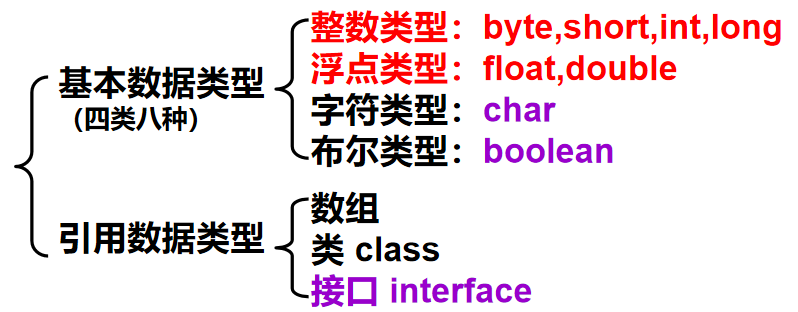 基本数据类型
（四类八种）
整数类型：byte,short,int,long
浮点类型：float,double
字符类型：char
布尔类型：boolean
引用数据类型
数组
类 class
接口 interface